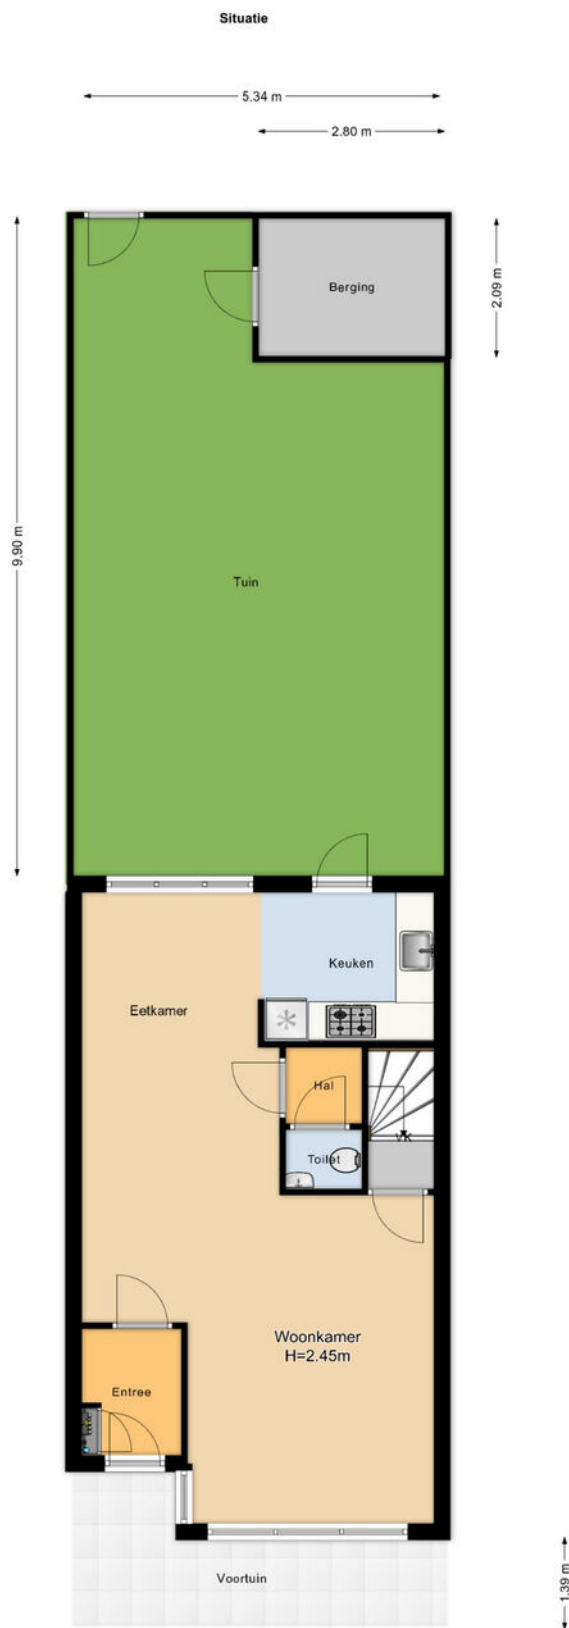 Situatie
5.34 m
2.80 m
2.09 m
Berging
9.90 m
Tuin
Keuken
Eetkamer
Hal
VK
Toilet
Woonkamer
H=2.45m
Entree
Voortuin
1.39 m